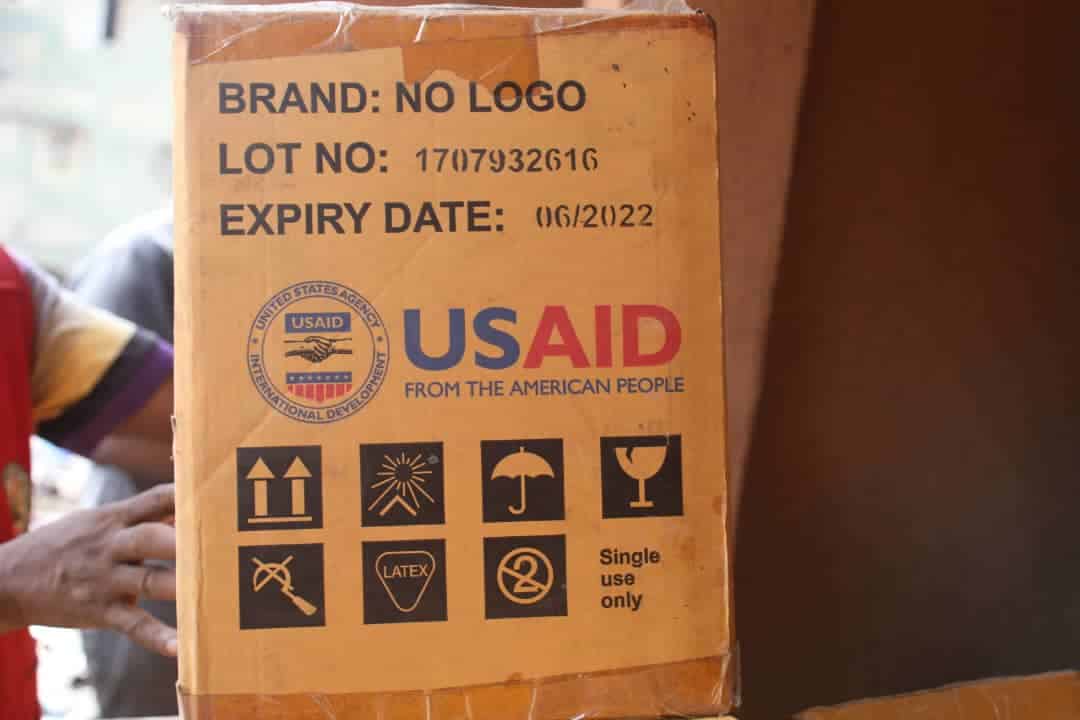 BRAND: NO LOGO
LOT NO: 1707932616
EXPIRY DATE: 06/2022
UNITED STATES AGENCY
USAID
INTERNATIONAL DEVELOPMENT
USAID
FROM THE AMERICAN PEOPLE
LATEX
2
Single
use
only